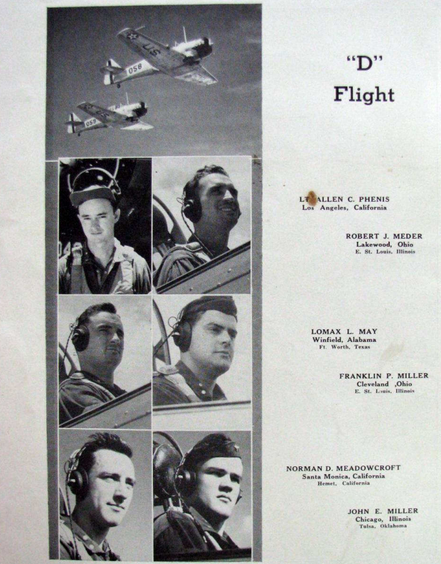 "D"
Flight
LT. ALLEN C. PHENIS
Los Angeles, California
ROBERT J. MEDER
Lakewood, Ohio
E. St. Louis, Illinois
LOMAX L. MAY
Winfield, Alabama
Ft. Worth, Texas
FRANKLIN P. MILLER
Cleveland ,Ohio
E. St. Louis, Illinois
NORMAN D. MEADOWCROFT
Santa Monica, California
Hemet, California
JOHN E. MILLER
Chicago, Illinois
Tulsa, Oklahoma